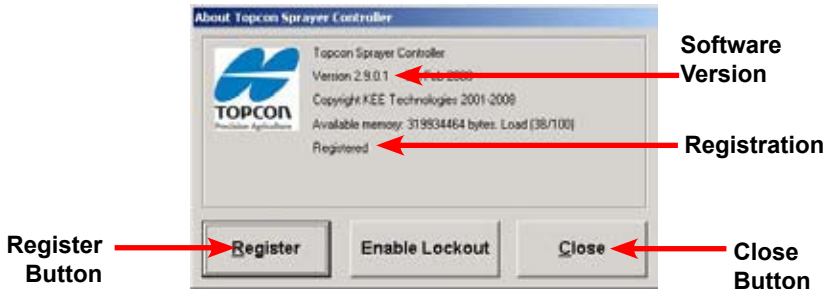 About Topcon Sprayer Controller
Topcon Sprayer Controller
Version 2.9.0.1 Feb 2008
Copyright KEE Technologies 2001-2008
Available memory: 319934464 bytes. Load (38/100)
Registered
TOPCON
Precision Agriculture
Software
Version
Registration
Register
Button
Register
Enable Lockout
Close
Close
Button